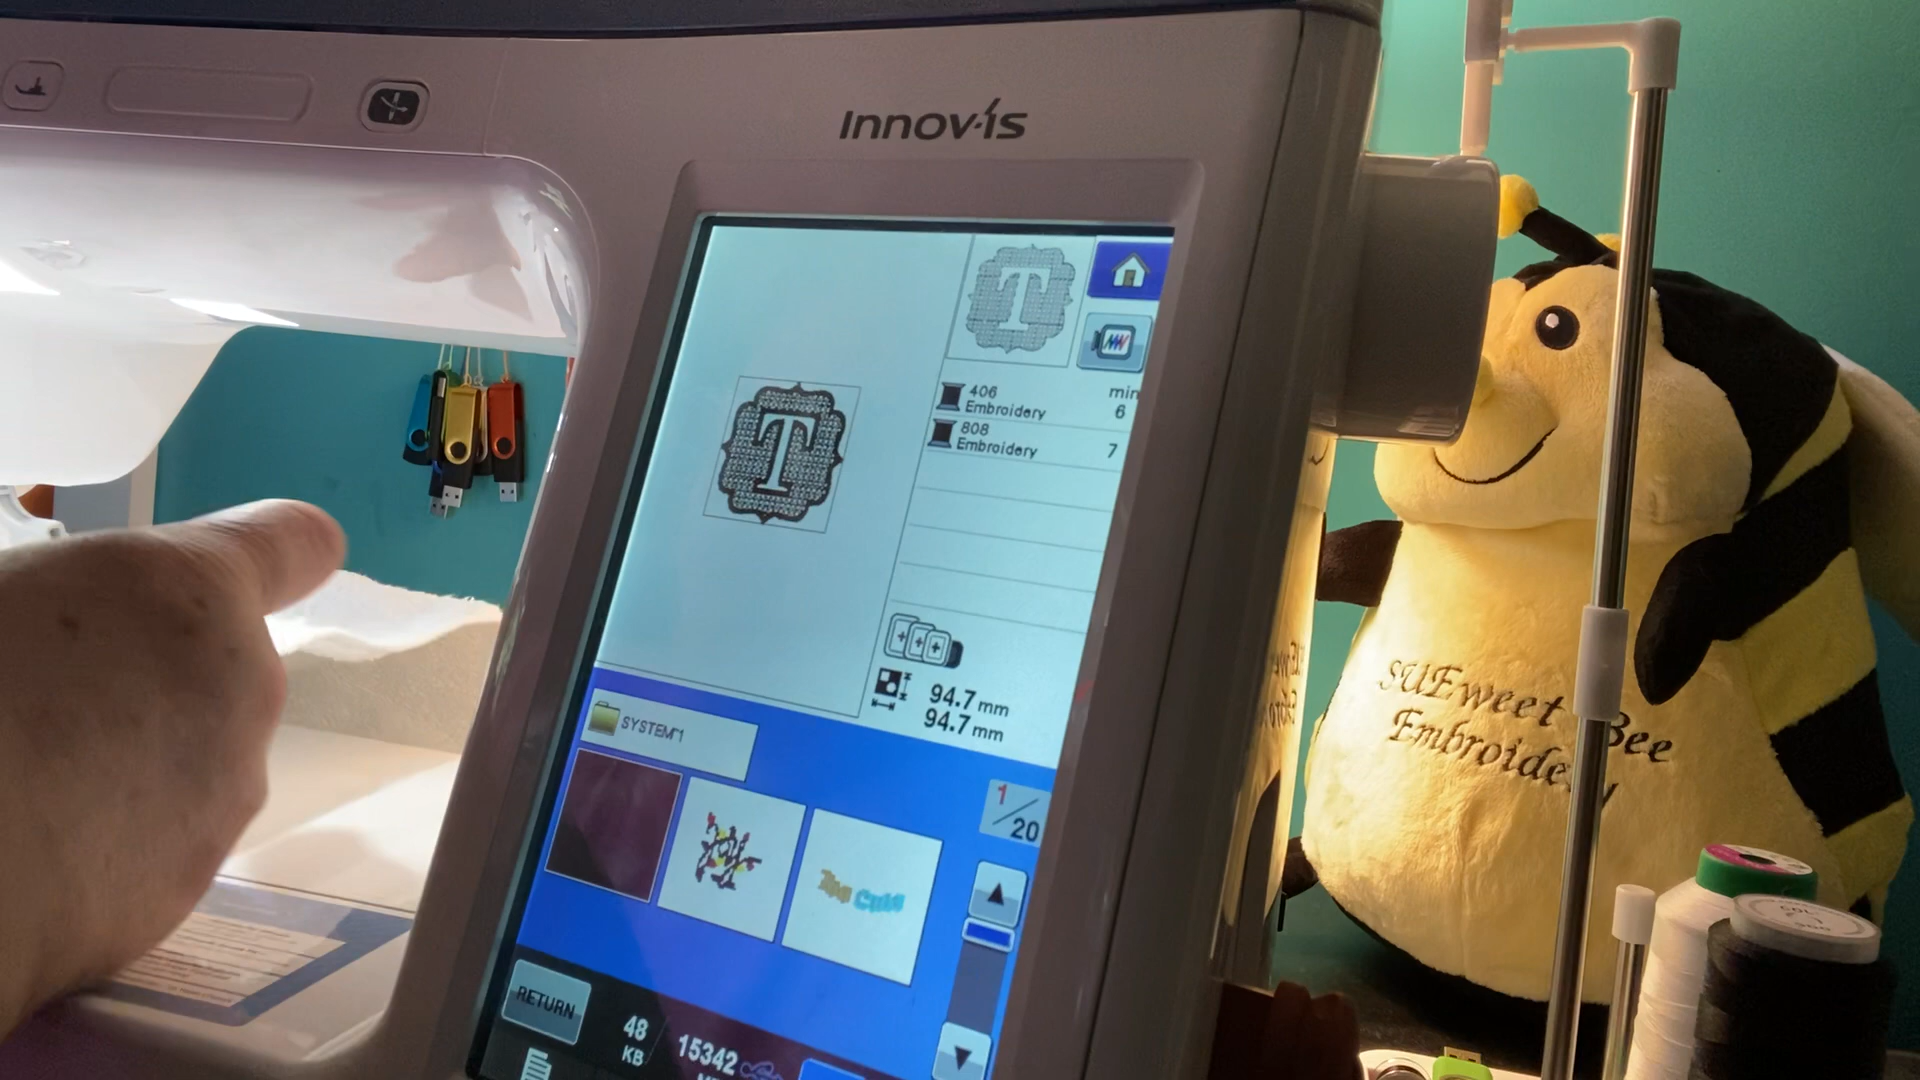 INNOV-ÍS
T
406 min
Embroidery 6
808
Embroidery 7
T
94.7 mm
94.7 mm
SYSTEM"1
1/20
RETURN
48
KB
15342
SUEweet Bee
Embroidery